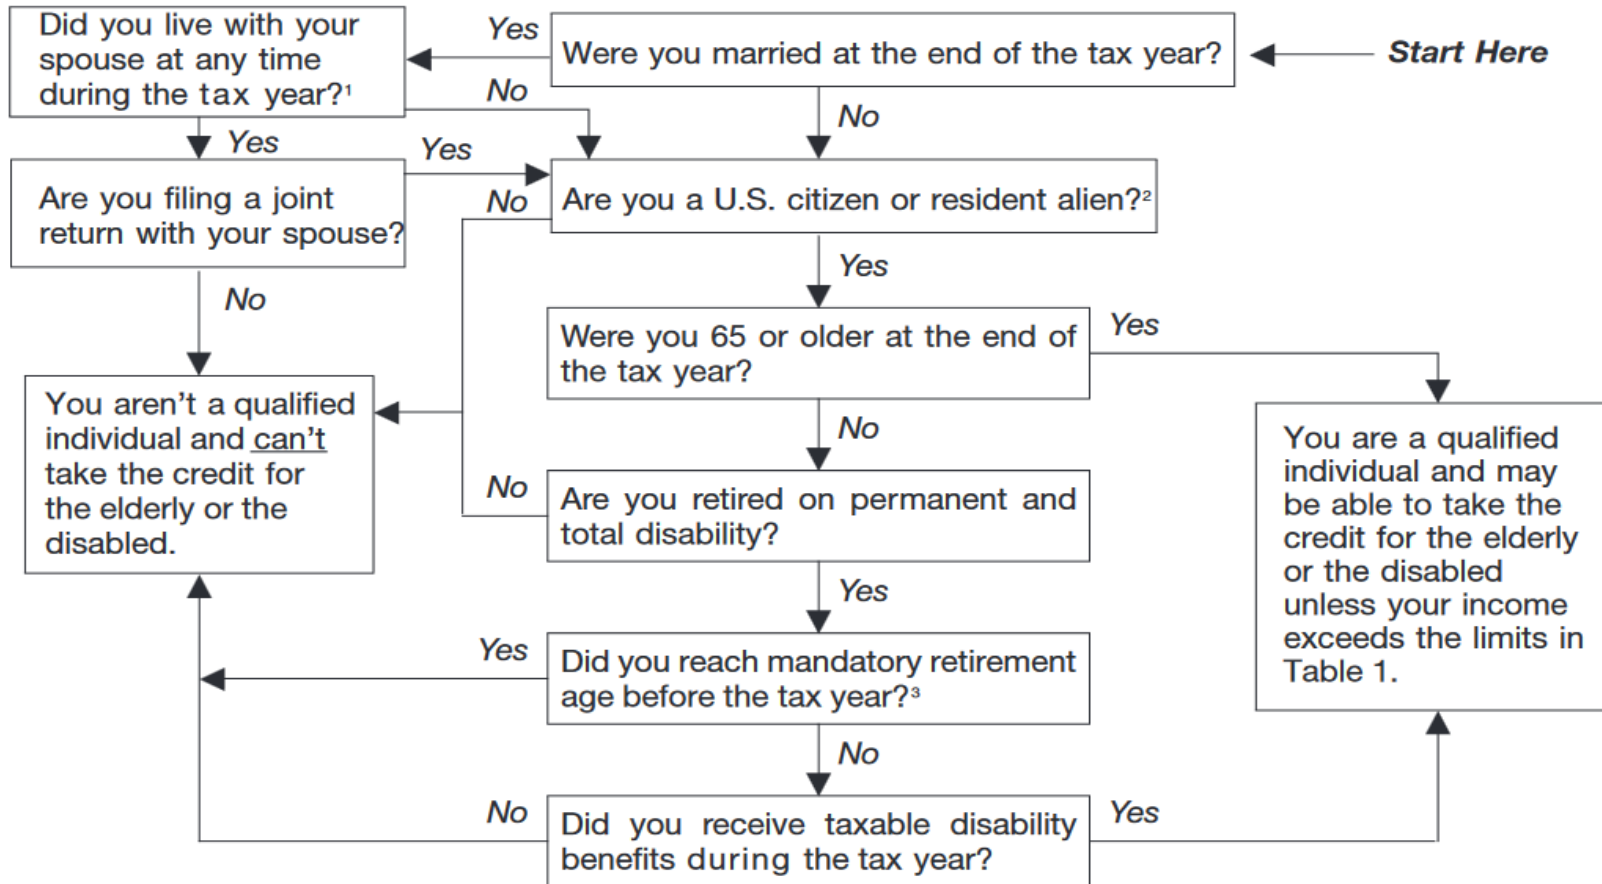 Start Here
Were you married at the end of the tax year?
Yes
No
Did you live with your
spouse at any time
during the tax year?¹
No
Yes
Are you filing a joint
return with your spouse?
Yes
No
Are you a U.S. citizen or resident alien?²
No
Yes
Were you 65 or older at the end of
the tax year?
Yes
No
You aren't a qualified
individual and can't
take the credit for
the elderly or the
disabled.
Are you retired on permanent and
total disability?
No
Yes
You are a qualified
individual and may
be able to take the
credit for the elderly
or the disabled
unless your income
exceeds the limits in
Table 1.
Did you reach mandatory retirement
age before the tax year?³
Yes
No
Did you receive taxable disability
benefits during the tax year?
No
Yes